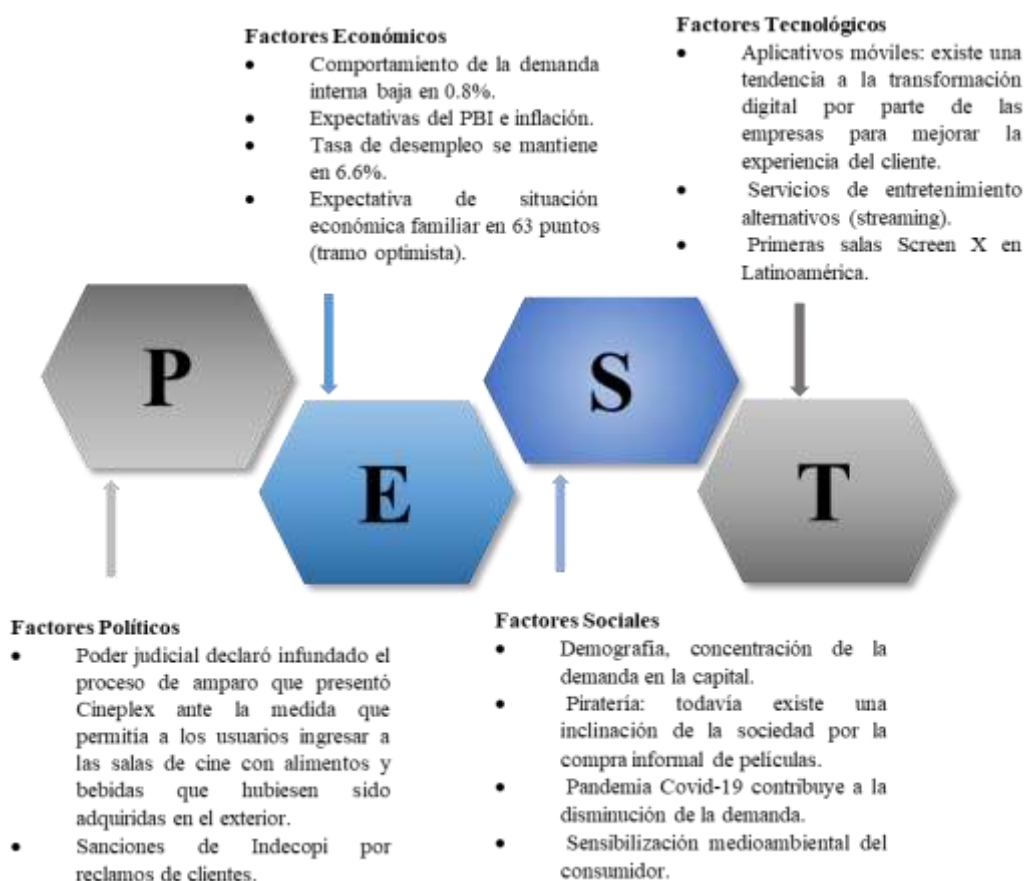 Factores Económicos
• Comportamiento de la demanda
interna baja en 0.8%.
• Expectativas del PBI e inflación.
• Tasa de desempleo se mantiene
en 6.6%.
• Expectativa de situación
económica familiar en 63 puntos
(tramo optimista).
Factores Tecnológicos
• Aplicativos móviles: existe una
tendencia a la transformación
digital por parte de las
empresas para mejorar la
experiencia del cliente.
• Servicios de entretenimiento
alternativos (streaming).
• Primeras salas Screen X en
Latinoamérica.
P
E
S
T
Factores Políticos
• Poder judicial declaró infundado el
proceso de amparo que presentó
Cineplex ante la medida que
permitía a los usuarios ingresar a
las salas de cine con alimentos y
bebidas que hubiesen sido
adquiridas en el exterior.
• Sanciones de Indecopi por
reclamos de clientes.
Factores Sociales
• Demografía, concentración de la
demanda en la capital.
• Piratería: todavía existe una
inclinación de la sociedad por la
compra informal de películas.
• Pandemia Covid-19 contribuye a la
disminución de la demanda.
• Sensibilización medioambiental del
consumidor.